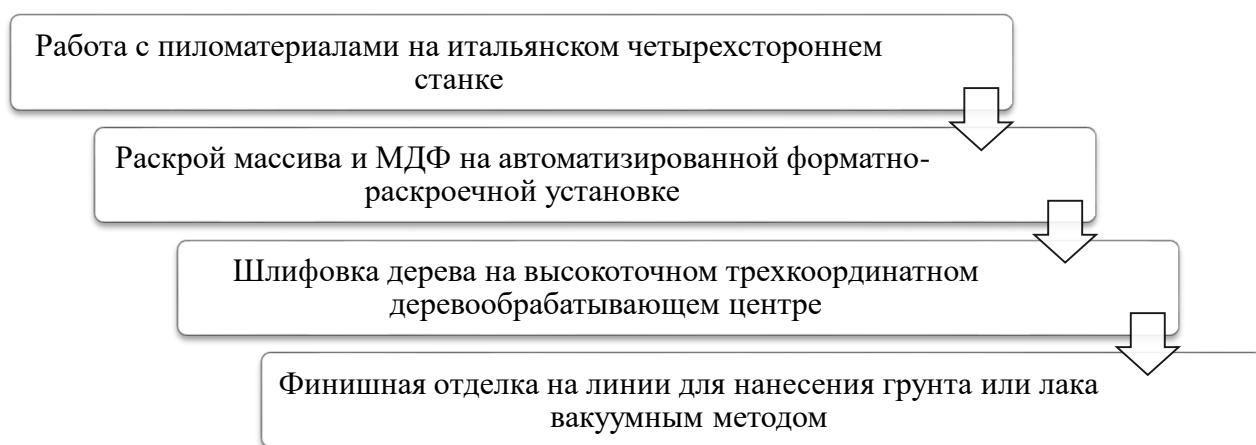 Работа с пиломатериалами на итальянском четырехстороннем
станке
Раскрой массива и МДФ на автоматизированной форматно-
раскроечной установке
Шлифовка дерева на высокоточном трехкоординатном
деревообрабатывающем центре
Финишная отделка на линии для нанесения грунта или лака
вакуумным методом